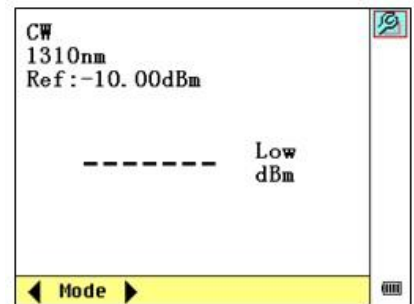 CW
1310nm
Ref:-10.00dBm
------- Low
dBm
Mode